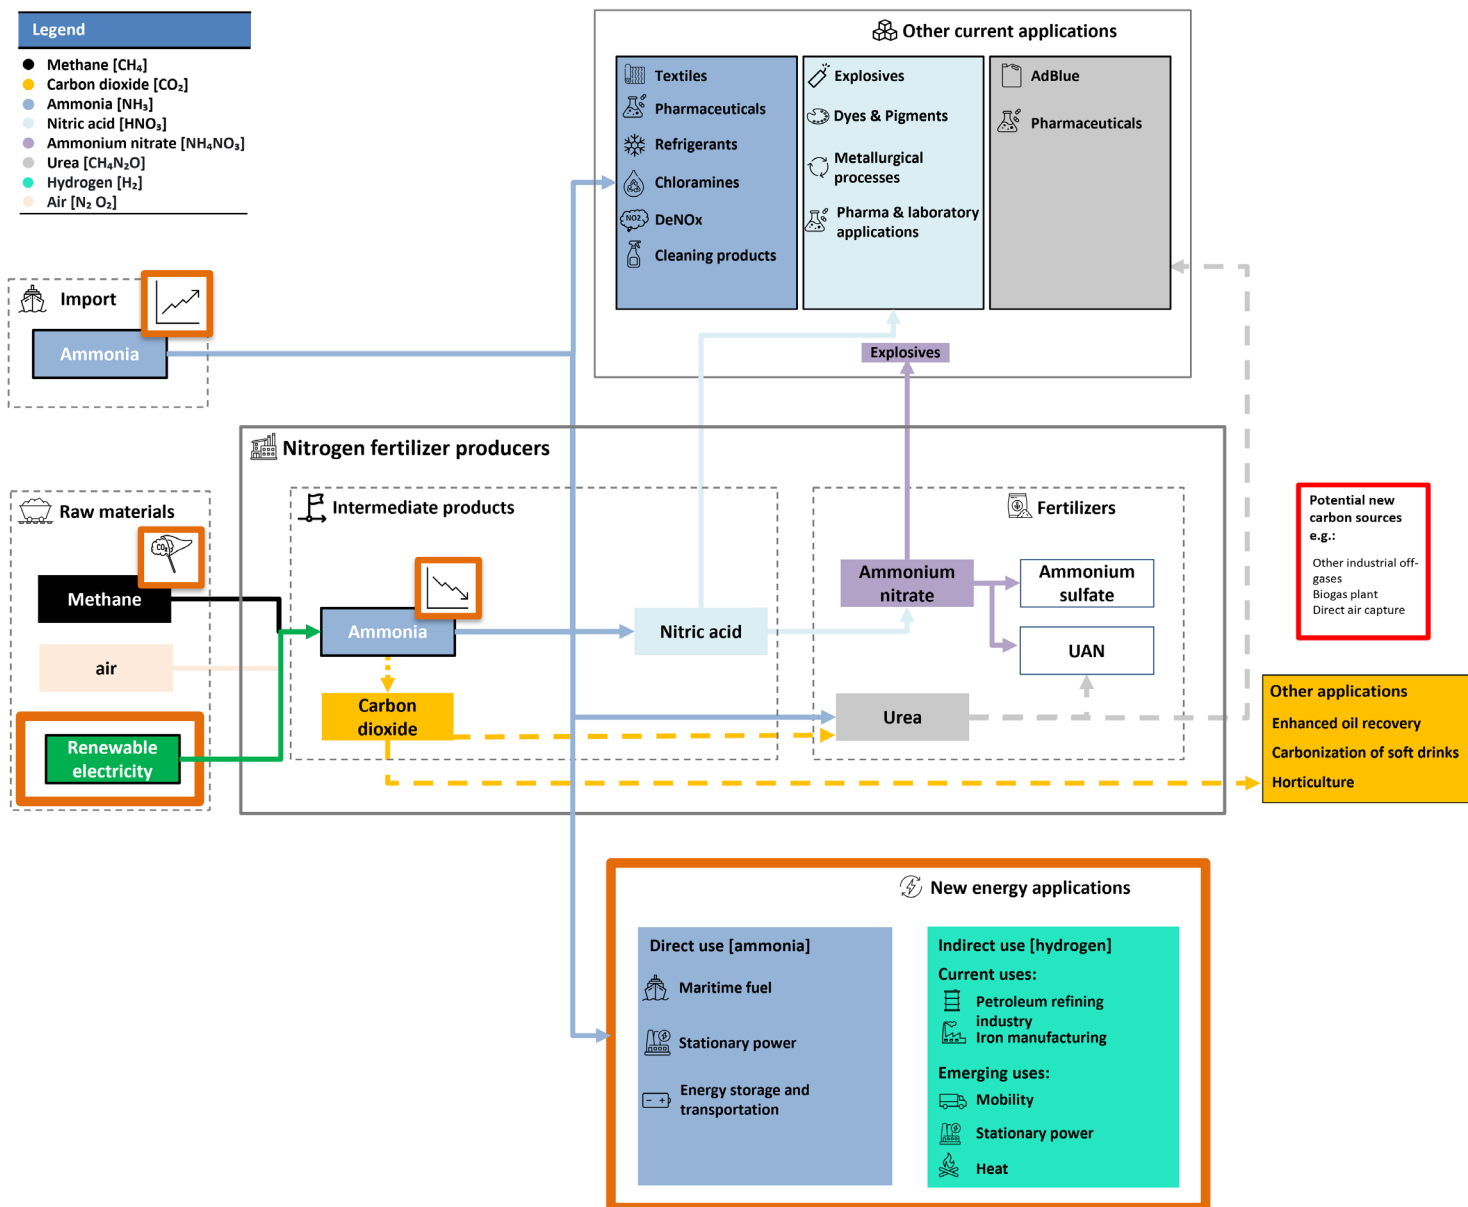 Legend
Methane [CH₄]
Carbon dioxide [CO₂]
Ammonia [NH₃]
Nitric acid [HNO₃]
Ammonium nitrate [NH₄NO₃]
Urea [CH₄N₂O]
Hydrogen [H₂]
Air [N₂ O₂]
Other current applications
Textiles
Pharmaceuticals
Refrigerants
Chloramines
NO2
DeNOx
Cleaning products
Explosives
Dyes & Pigments
Metallurgical
processes
Pharma & laboratory
applications
AdBlue
Pharmaceuticals
Explosives
Import
Ammonia
Nitrogen fertilizer producers
Raw materials
CO₂
Methane
air
Renewable
electricity
Intermediate products
Ammonia
Carbon
dioxide
Nitric acid
Fertilizers
Ammonium
nitrate
Ammonium
sulfate
UAN
Urea
Potential new
carbon sources
e.g.:
Other industrial off-
gases
Biogas plant
Direct air capture
Other applications
Enhanced oil recovery
Carbonization of soft drinks
Horticulture
New energy applications
Direct use [ammonia]
Maritime fuel
Stationary power
Energy storage and
transportation
Indirect use [hydrogen]
Current uses:
Petroleum refining
industry
Iron manufacturing
Emerging uses:
Mobility
Stationary power
Heat